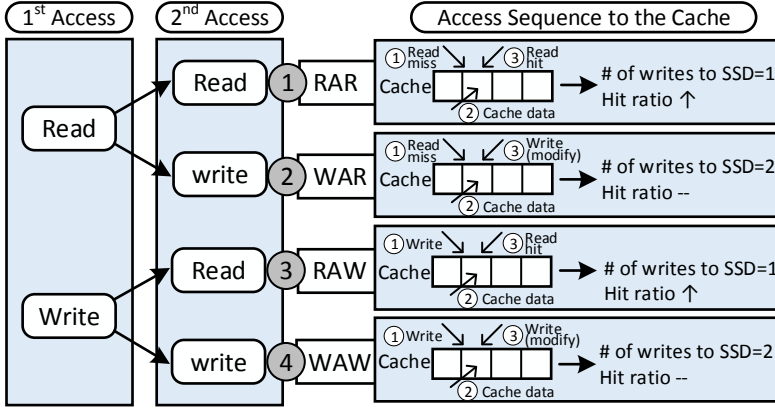 1st Access
2nd Access
Access Sequence to the Cache
Read
Read
1
RAR
1 Read miss
3 Read hit
Cache
2 Cache data
# of writes to SSD=1
Hit ratio ↑
write
2
WAR
1 Read miss
3 Write (modify)
Cache
2 Cache data
# of writes to SSD=2
Hit ratio --
Write
Read
3
RAW
1 Write
3 Read hit
Cache
2 Cache data
# of writes to SSD=1
Hit ratio ↑
write
4
WAW
1 Write
3 Write (modify)
Cache
2 Cache data
# of writes to SSD=2
Hit ratio --